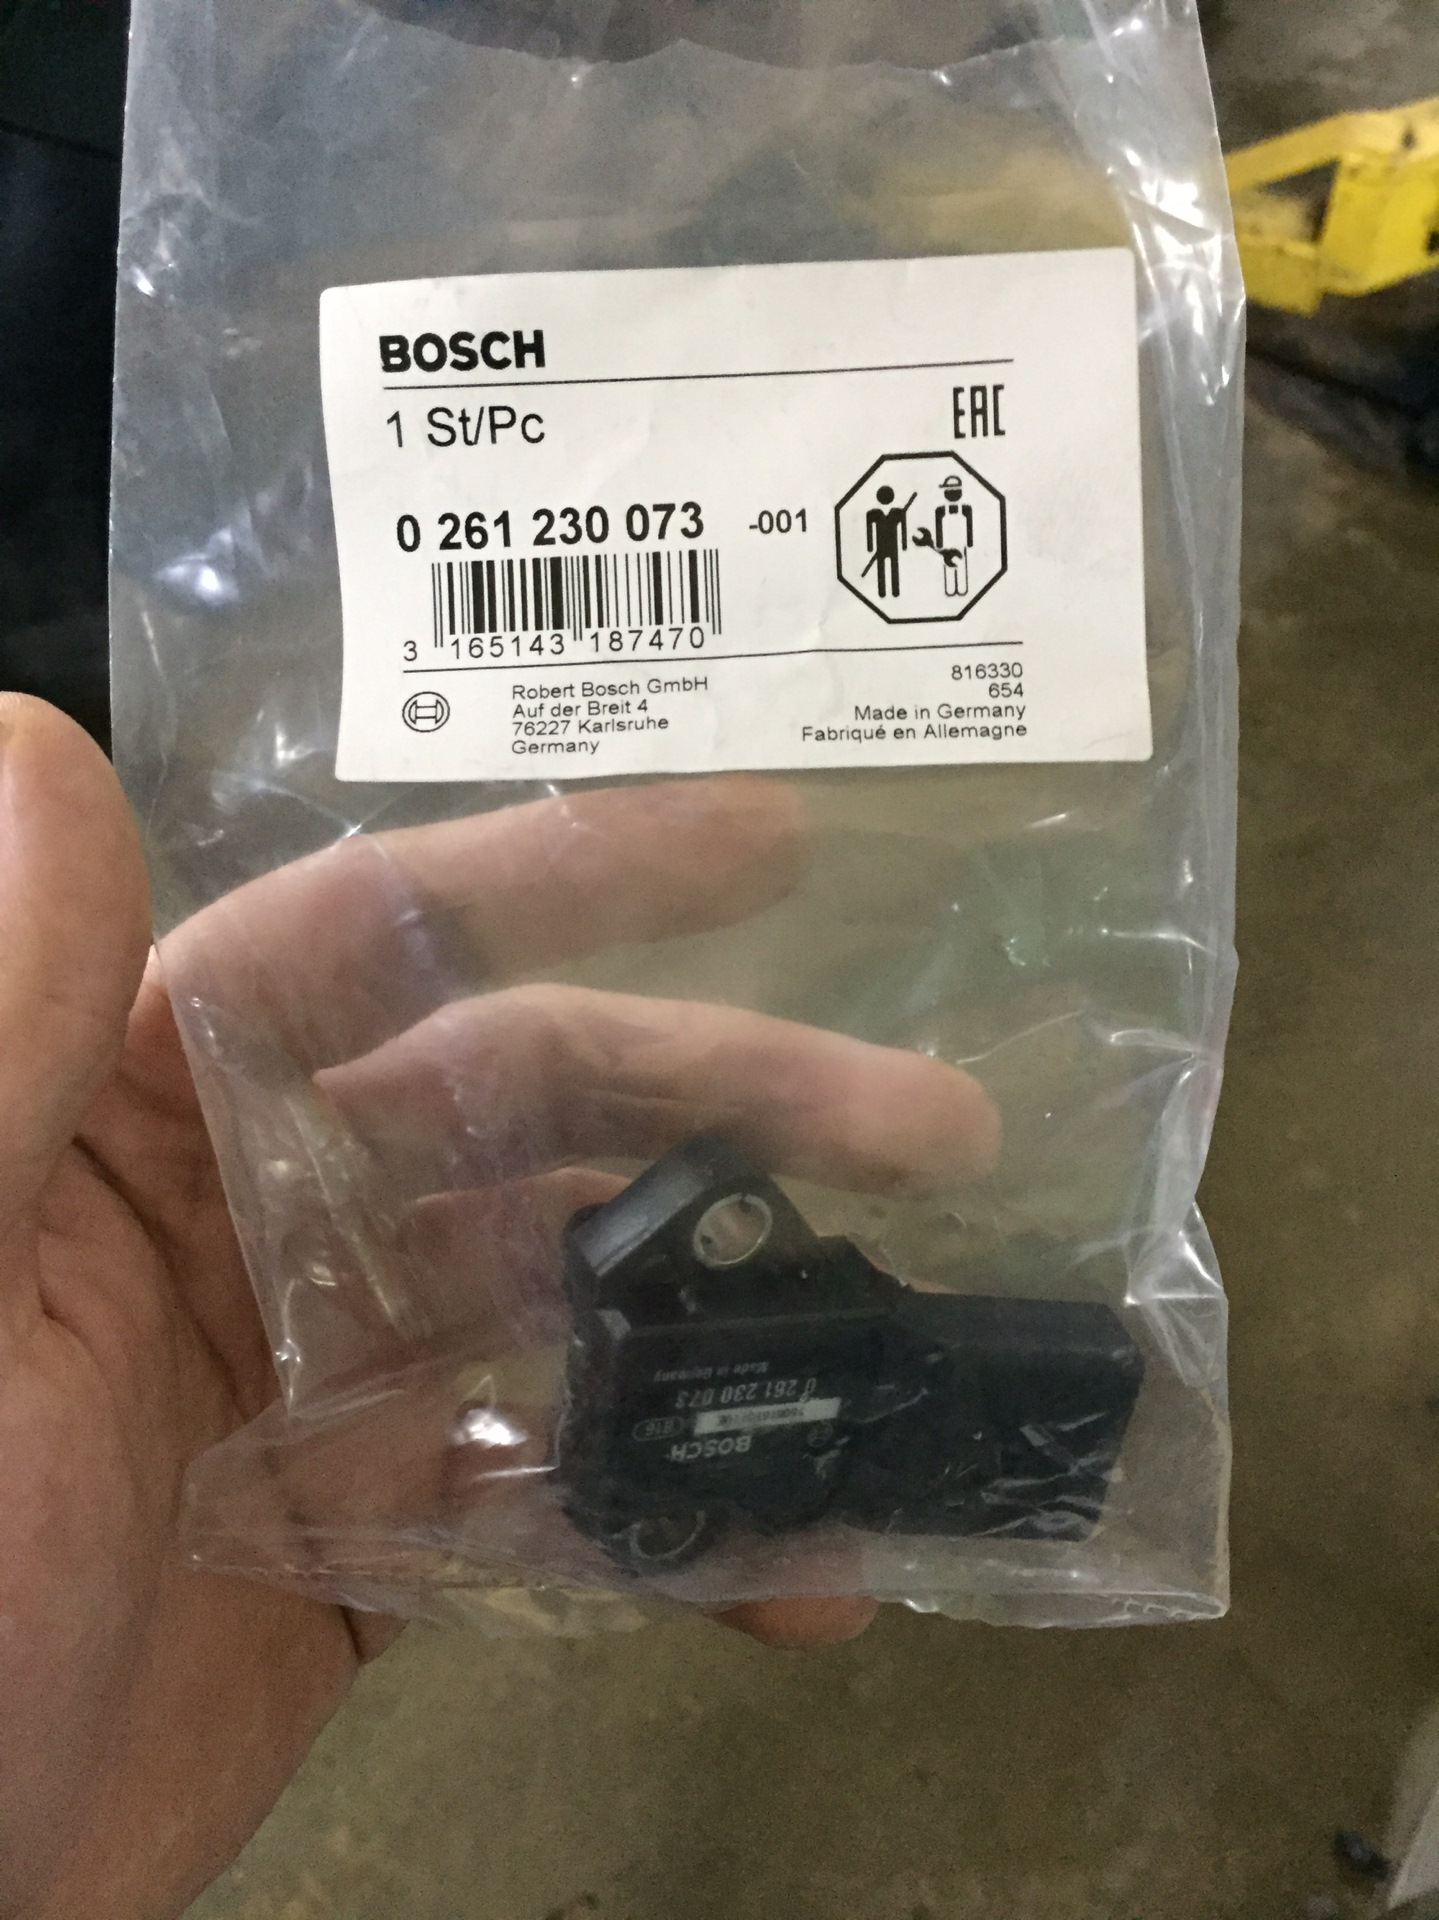 BOSCH
1 St/Pc
EAC
0 261 230 073 -001
3 165143 187470
Robert Bosch GmbH
Auf der Breit 4
76227 Karlsruhe
Germany
816330
654
Made in Germany
Fabriqué en Allemagne
BOSCH
816
0 261 230 073
Made in Germany